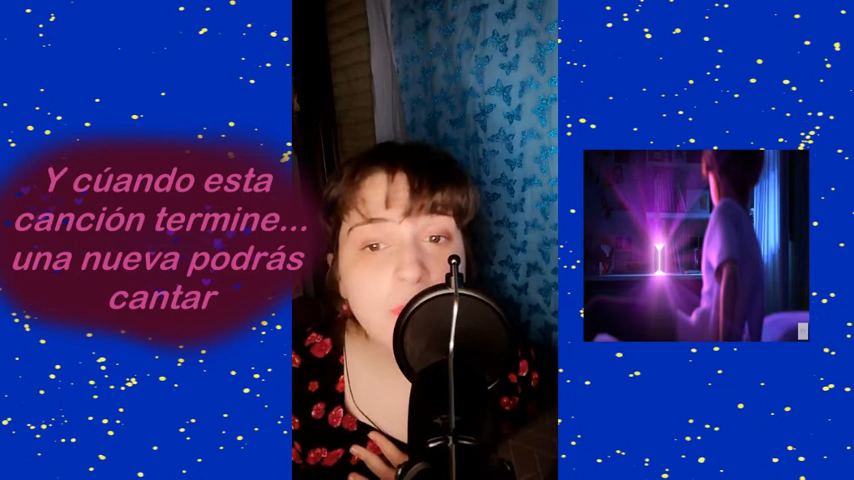 Y cúando esta
canción termine...
una nueva podrás
cantar